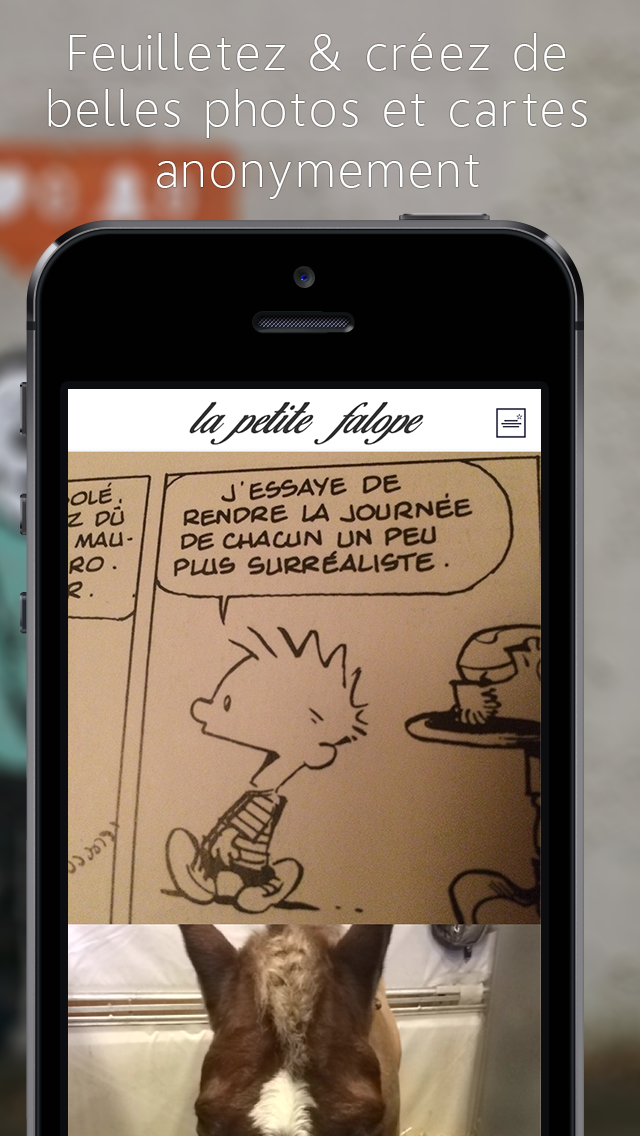 Feuilletez & créez de
belles photos et cartes
anonymement
la petite falope
OLÉ.
Z DÛ
MAU-
RO.
R.
J'ESSAYE DE
RENDRE LA JOURNÉE
DE CHACUN UN PEU
PLUS SURRÉALISTE.